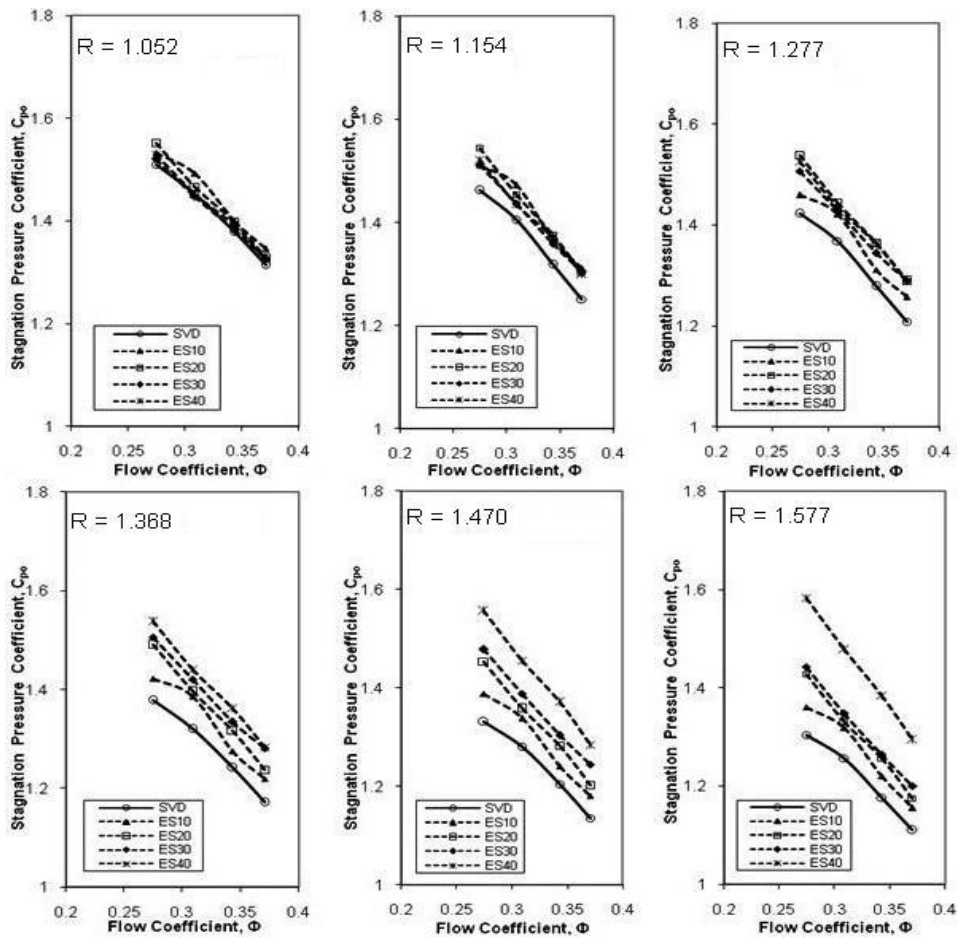 R = 1.052
Stagnation Pressure Coefficient, Cpo
1.8
1.6
1.4
1.2
1
SVD
ES10
ES20
ES30
ES40
0.2
0.25
0.3
0.35
0.4
Flow Coefficient, Φ
R = 1.154
Stagnation Pressure Coefficient, Cpo
1.8
1.6
1.4
1.2
1
SVD
ES10
ES20
ES30
ES40
0.2
0.25
0.3
0.35
0.4
Flow Coefficient, Φ
R = 1.277
Stagnation Pressure Coefficient, Cpo
1.8
1.6
1.4
1.2
1
SVD
ES10
ES20
ES30
ES40
0.2
0.25
0.3
0.35
0.4
Flow Coefficient, Φ
R = 1.368
Stagnation Pressure Coefficient, Cpo
1.8
1.6
1.4
1.2
1
SVD
ES10
ES20
ES30
ES40
0.2
0.25
0.3
0.35
0.4
Flow Coefficient, Φ
R = 1.470
Stagnation Pressure Coefficient, Cpo
1.8
1.6
1.4
1.2
1
SVD
ES10
ES20
ES30
ES40
0.2
0.25
0.3
0.35
0.4
Flow Coefficient, Φ
R = 1.577
Stagnation Pressure Coefficient, Cpo
1.8
1.6
1.4
1.2
1
SVD
ES10
ES20
ES30
ES40
0.2
0.25
0.3
0.35
0.4
Flow Coefficient, Φ